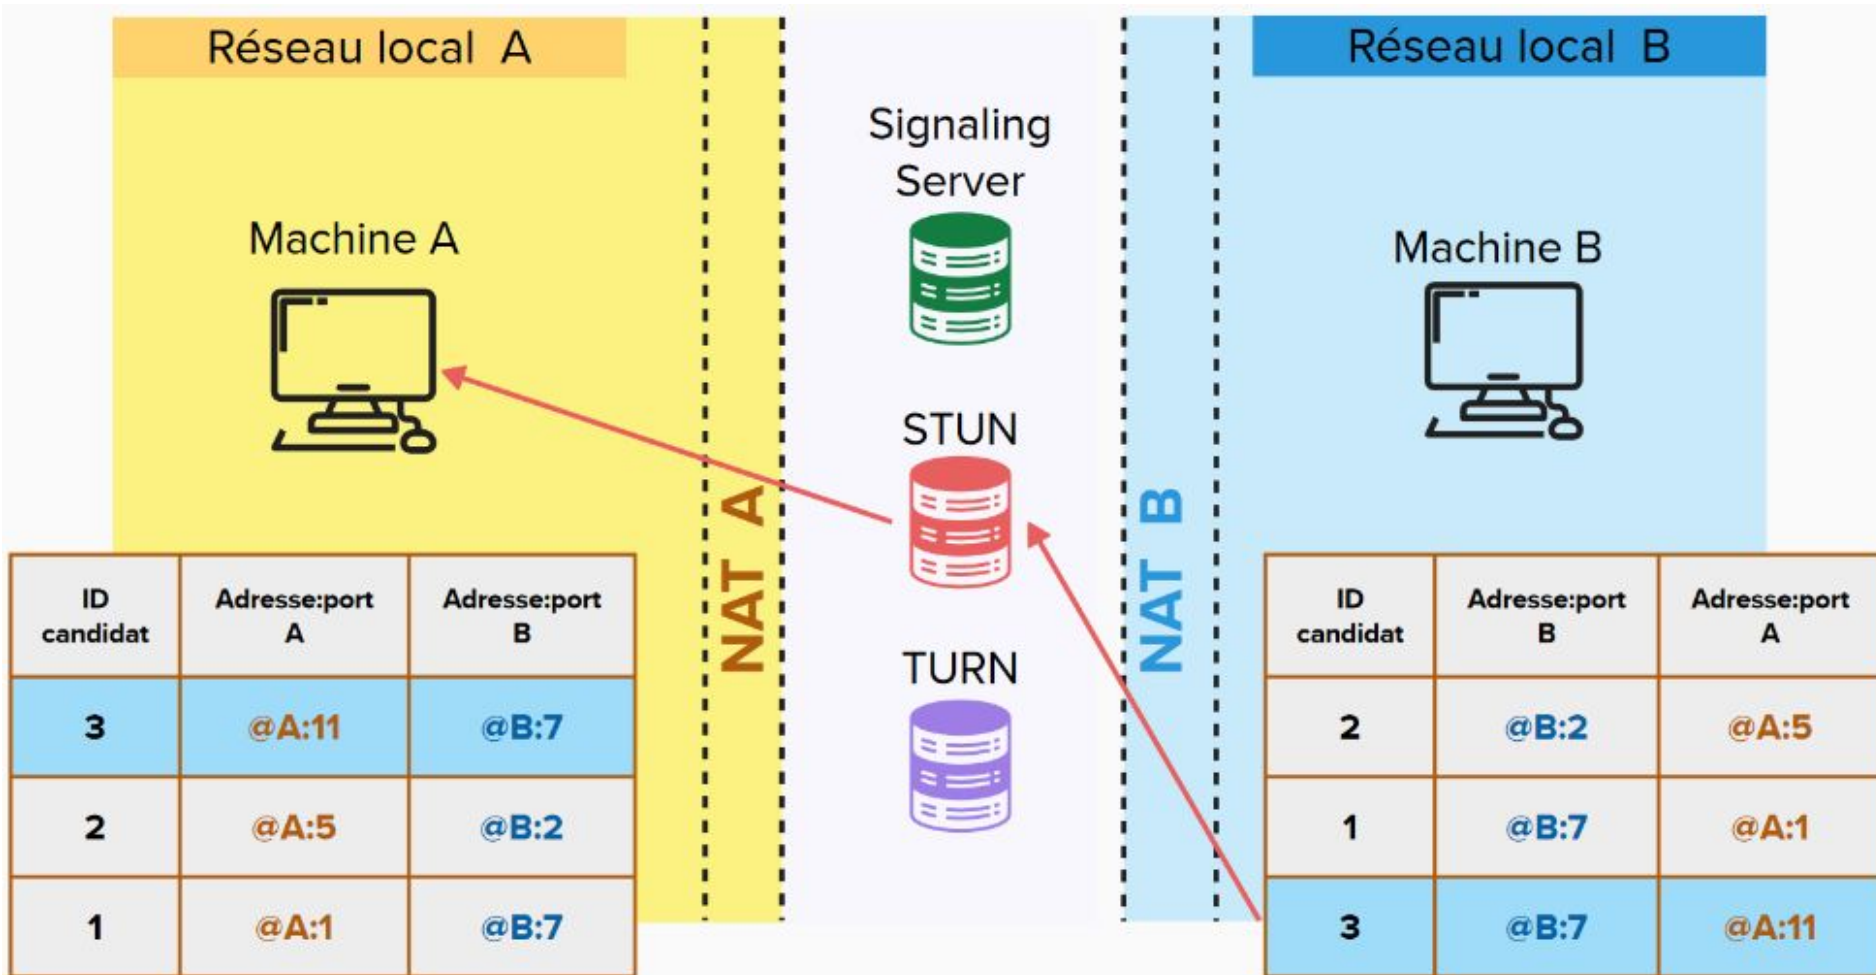 Réseau local A
Réseau local B
Signaling
Server
Machine A
Machine B
STUN
NAT A
NAT B
TURN
ID
candidat
Adresse:port
A
Adresse:port
B
3
@A:11
@B:7
2
@A:5
@B:2
1
@A:1
@B:7
ID
candidat
Adresse:port
B
Adresse:port
A
2
@B:2
@A:5
1
@B:7
@A:1
3
@B:7
@A:11